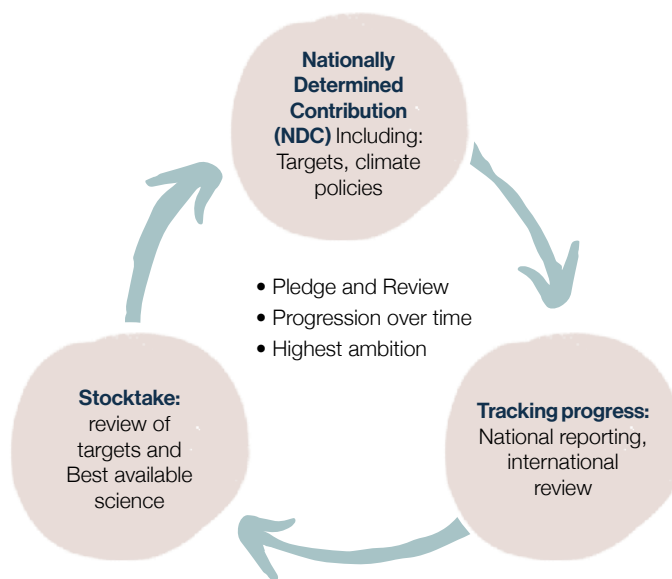 Nationally
Determined
Contribution
(NDC) Including:
Targets, climate
policies
• Pledge and Review
• Progression over time
• Highest ambition
Stocktake:
review of
targets and
Best available
science
Tracking progress:
National reporting,
international
review